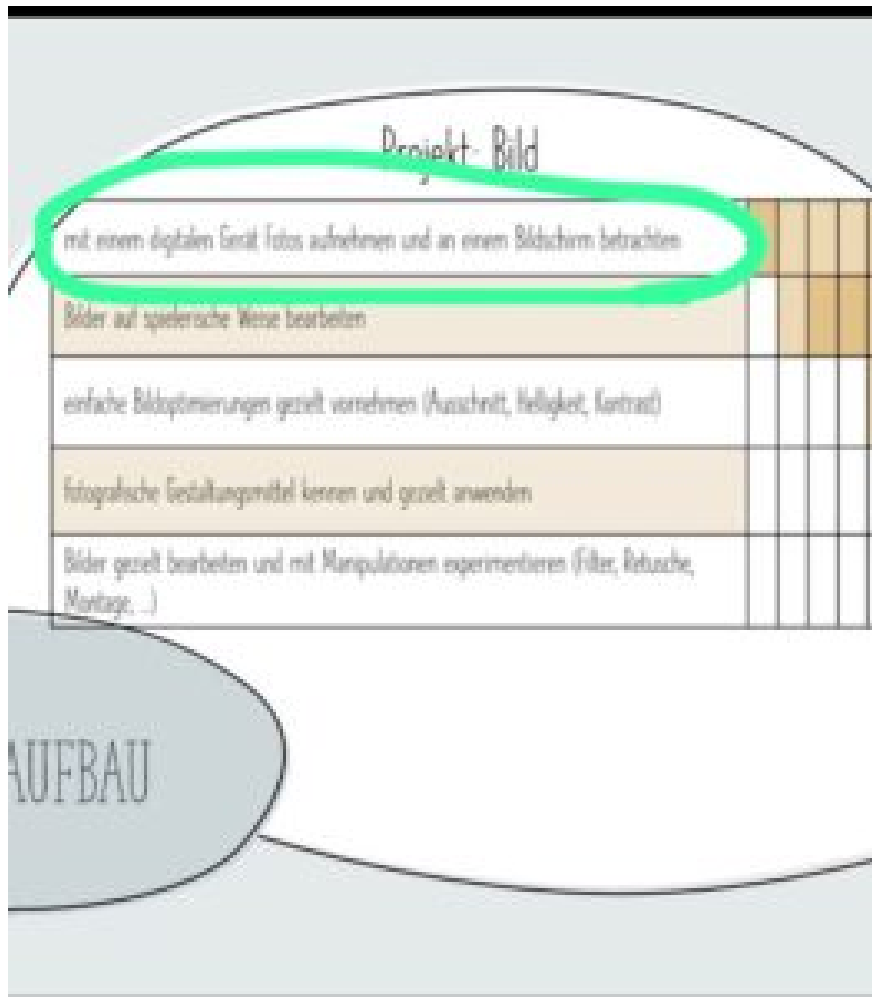 Projekt: Bild
mit einem digitalen Gerät Fotos aufnehmen und an einem Bildschirm betrachten
Bilder auf spielerische Weise bearbeiten
einfache Bildoptimierungen gezielt vornehmen (Ausschnitt, Helligkeit, Kontrast)
fotografische Gestaltungsmittel kennen und gezielt anwenden
Bilder gezielt bearbeiten und mit Manipulationen experimentieren (Filter, Retusche,
Montage, ...)
AUFBAU